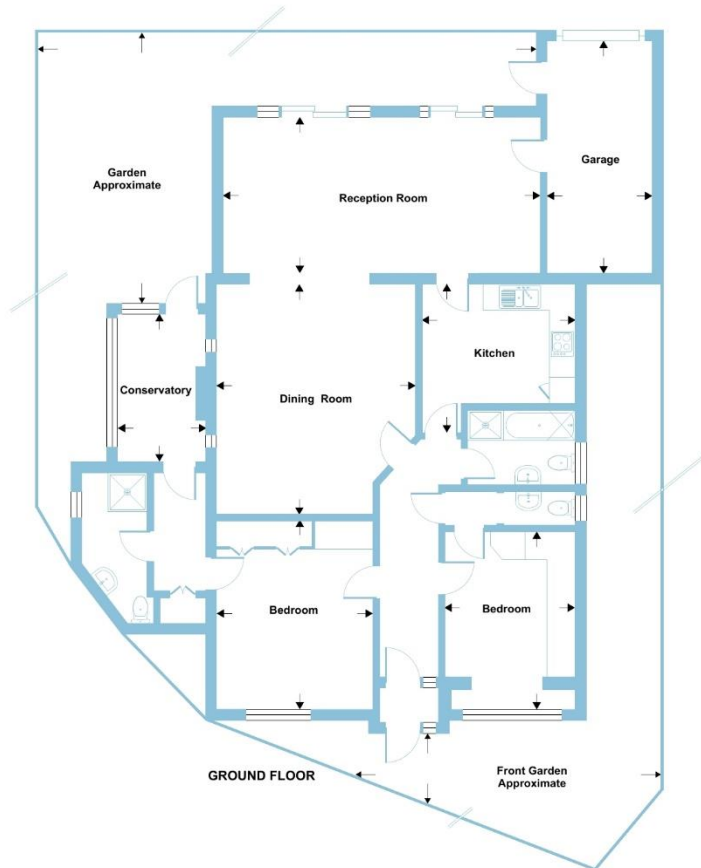 Garden
Approximate
Garage
Reception Room
Kitchen
Conservatory
Dining Room
Bedroom
Bedroom
GROUND FLOOR
Front Garden
Approximate